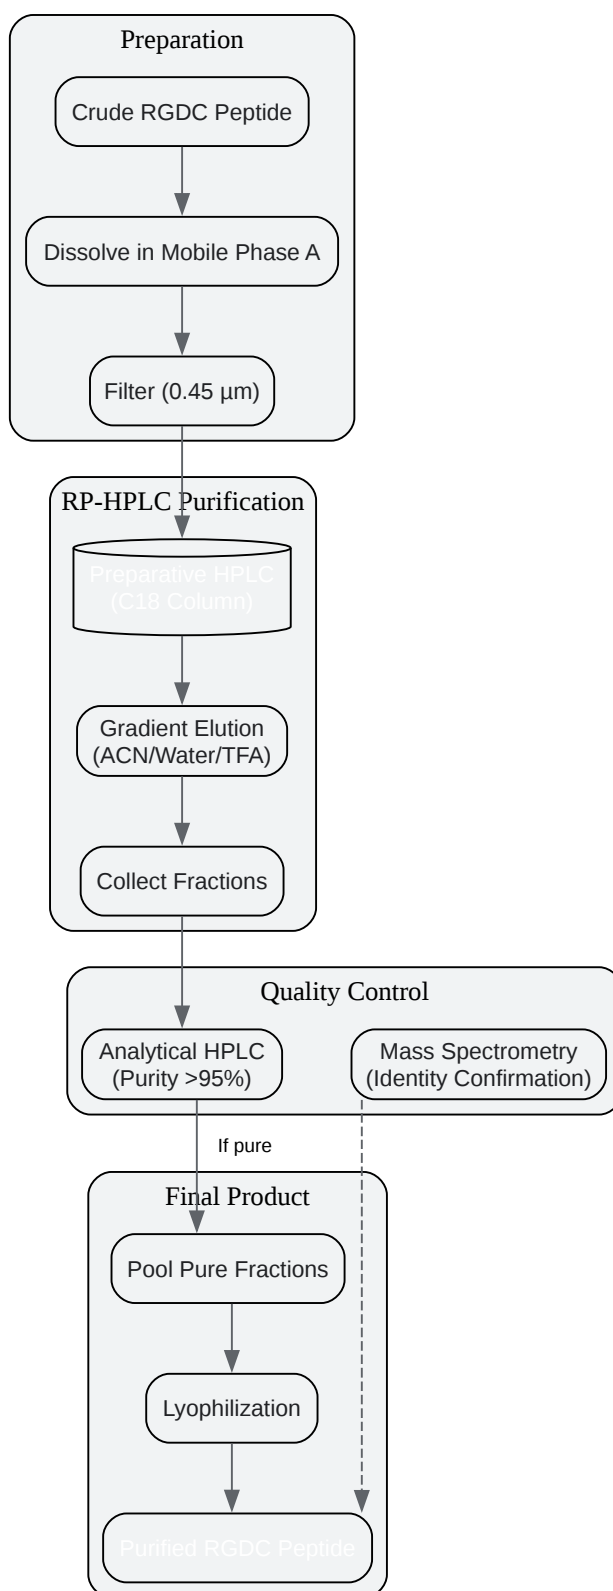 Preparation
Crude RGDC Peptide
Dissolve in Mobile Phase A
Filter (0.45 µm)
RP-HPLC Purification
Preparative HPLC
(C18 Column)
Gradient Elution
(ACN/Water/TFA)
Collect Fractions
Quality Control
Analytical HPLC
(Purity >95%)
Mass Spectrometry
(Identity Confirmation)
If pure
Final Product
Pool Pure Fractions
Lyophilization
Purified RGDC Peptide